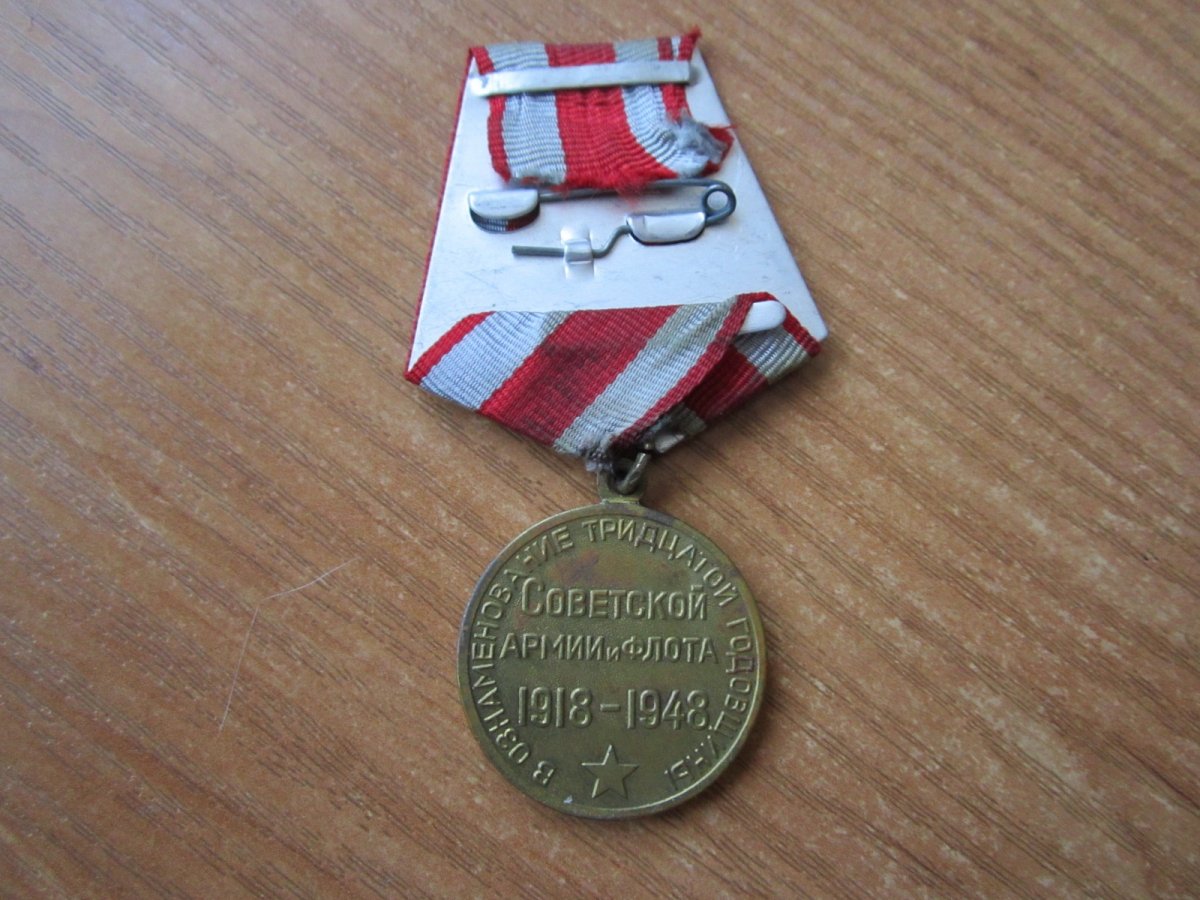 В ОЗНАМЕНОВАНИЕ ТРИДЦАТОЙ ГОДОВЩИНЫ
СОВЕТСКОЙ
АРМИИ и ФЛОТА
1918-1948